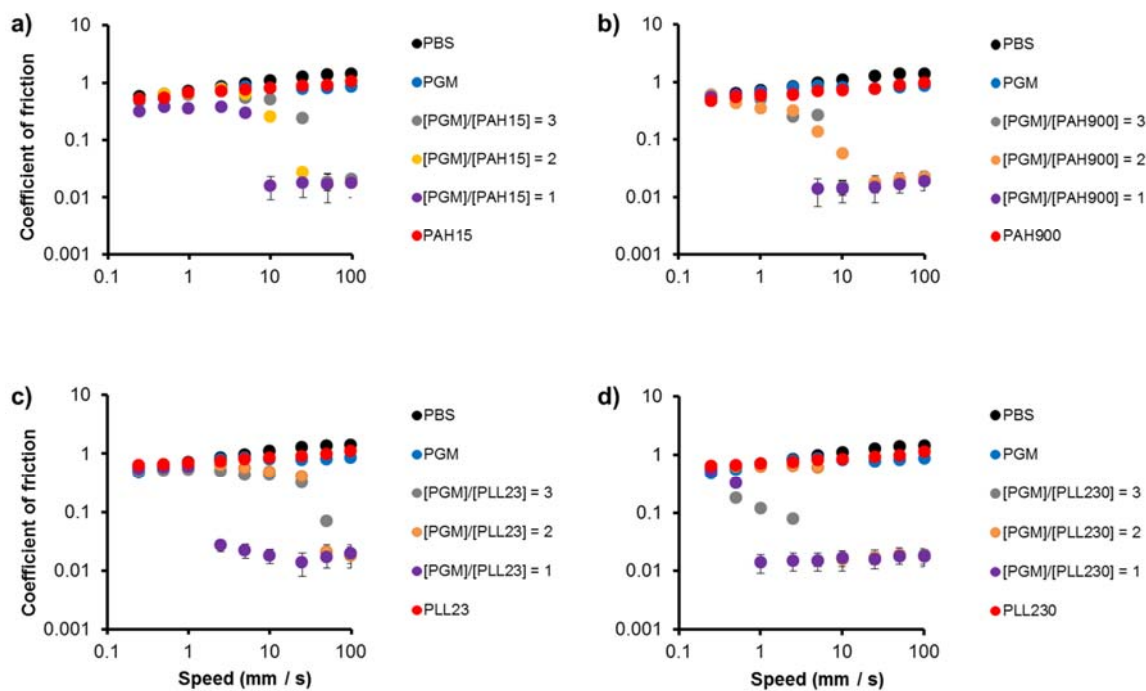 a)
Coefficient of friction
10
1
0.1
0.01
0.001
0.1
1
10
100
PBS
PGM
[PGM]/[PAH15] = 3
[PGM]/[PAH15] = 2
[PGM]/[PAH15] = 1
PAH15
b)
10
1
0.1
0.01
0.001
0.1
1
10
100
PBS
PGM
[PGM]/[PAH900] = 3
[PGM]/[PAH900] = 2
[PGM]/[PAH900] = 1
PAH900
c)
Coefficient of friction
10
1
0.1
0.01
0.001
0.1
1
10
100
Speed (mm / s)
PBS
PGM
[PGM]/[PLL23] = 3
[PGM]/[PLL23] = 2
[PGM]/[PLL23] = 1
PLL23
d)
10
1
0.1
0.01
0.001
0.1
1
10
100
Speed (mm / s)
PBS
PGM
[PGM]/[PLL230] = 3
[PGM]/[PLL230] = 2
[PGM]/[PLL230] = 1
PLL230